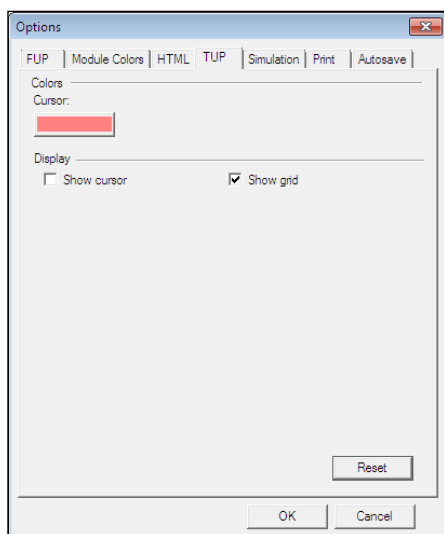 Options
FUP Module Colors HTML TUP Simulation Print Autosave
Colors
Cursor:
Display
Show cursor Show grid
Reset
OK Cancel